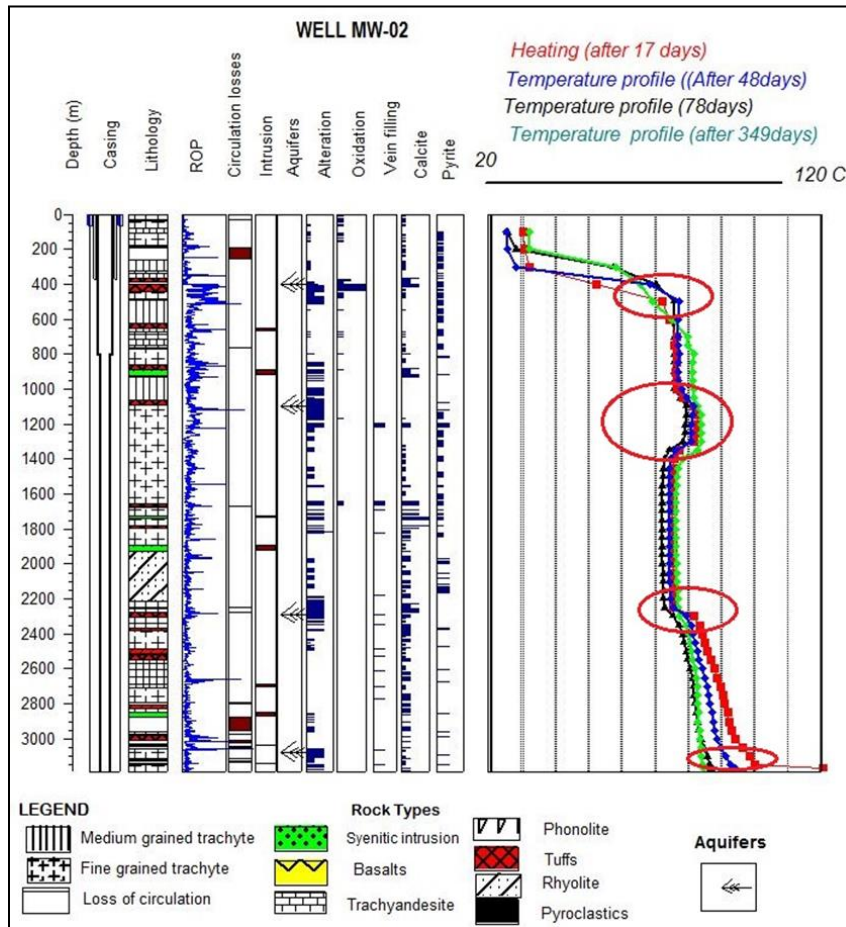 WELL MW-02
Heating (after 17 days)
Temperature profile ((After 48days)
Temperature profile (78days)
Temperature profile (after 349days)
20
120 C
Depth (m)
Casing
Lithology
ROP
Circulation losses
Intrusion
Aquifers
Alteration
Oxidation
Vein filling
Calcite
Pyrite
0
200
400
600
800
1000
1200
1400
1600
1800
2000
2200
2400
2600
2800
3000
LEGEND
Rock Types
Medium grained trachyte
Fine grained trachyte
Loss of circulation
Syenitic intrusion
Basalts
Trachyandesite
Phonolite
Tuffs
Rhyolite
Pyroclastics
Aquifers